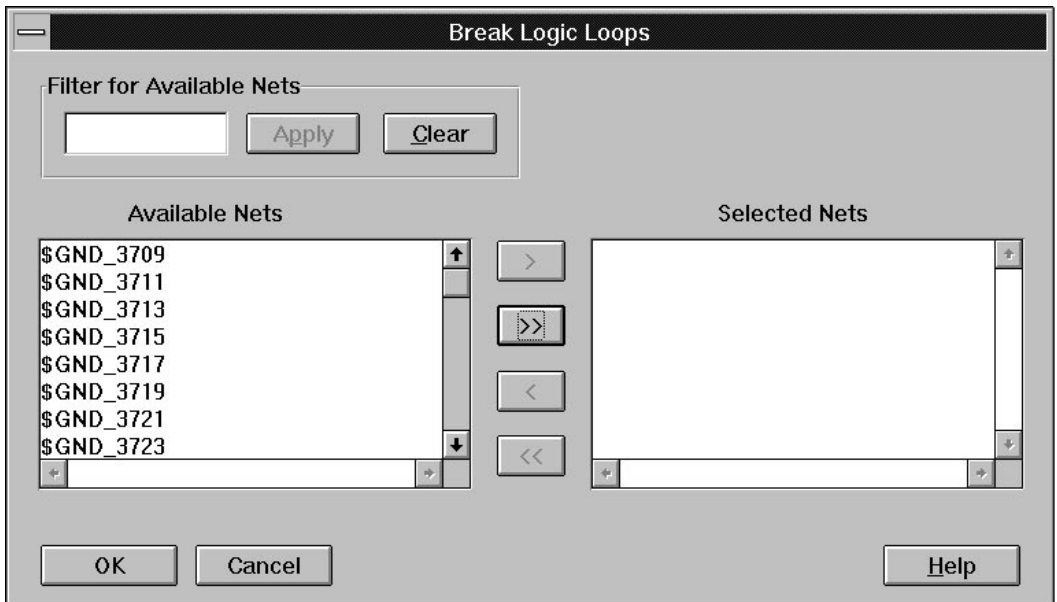 Break Logic Loops
Filter for Available Nets
Apply Clear
Available Nets Selected Nets
$GND_3709
$GND_3711
$GND_3713
$GND_3715
$GND_3717
$GND_3719
$GND_3721
$GND_3723
>
>>
<
<<
OK Cancel Help